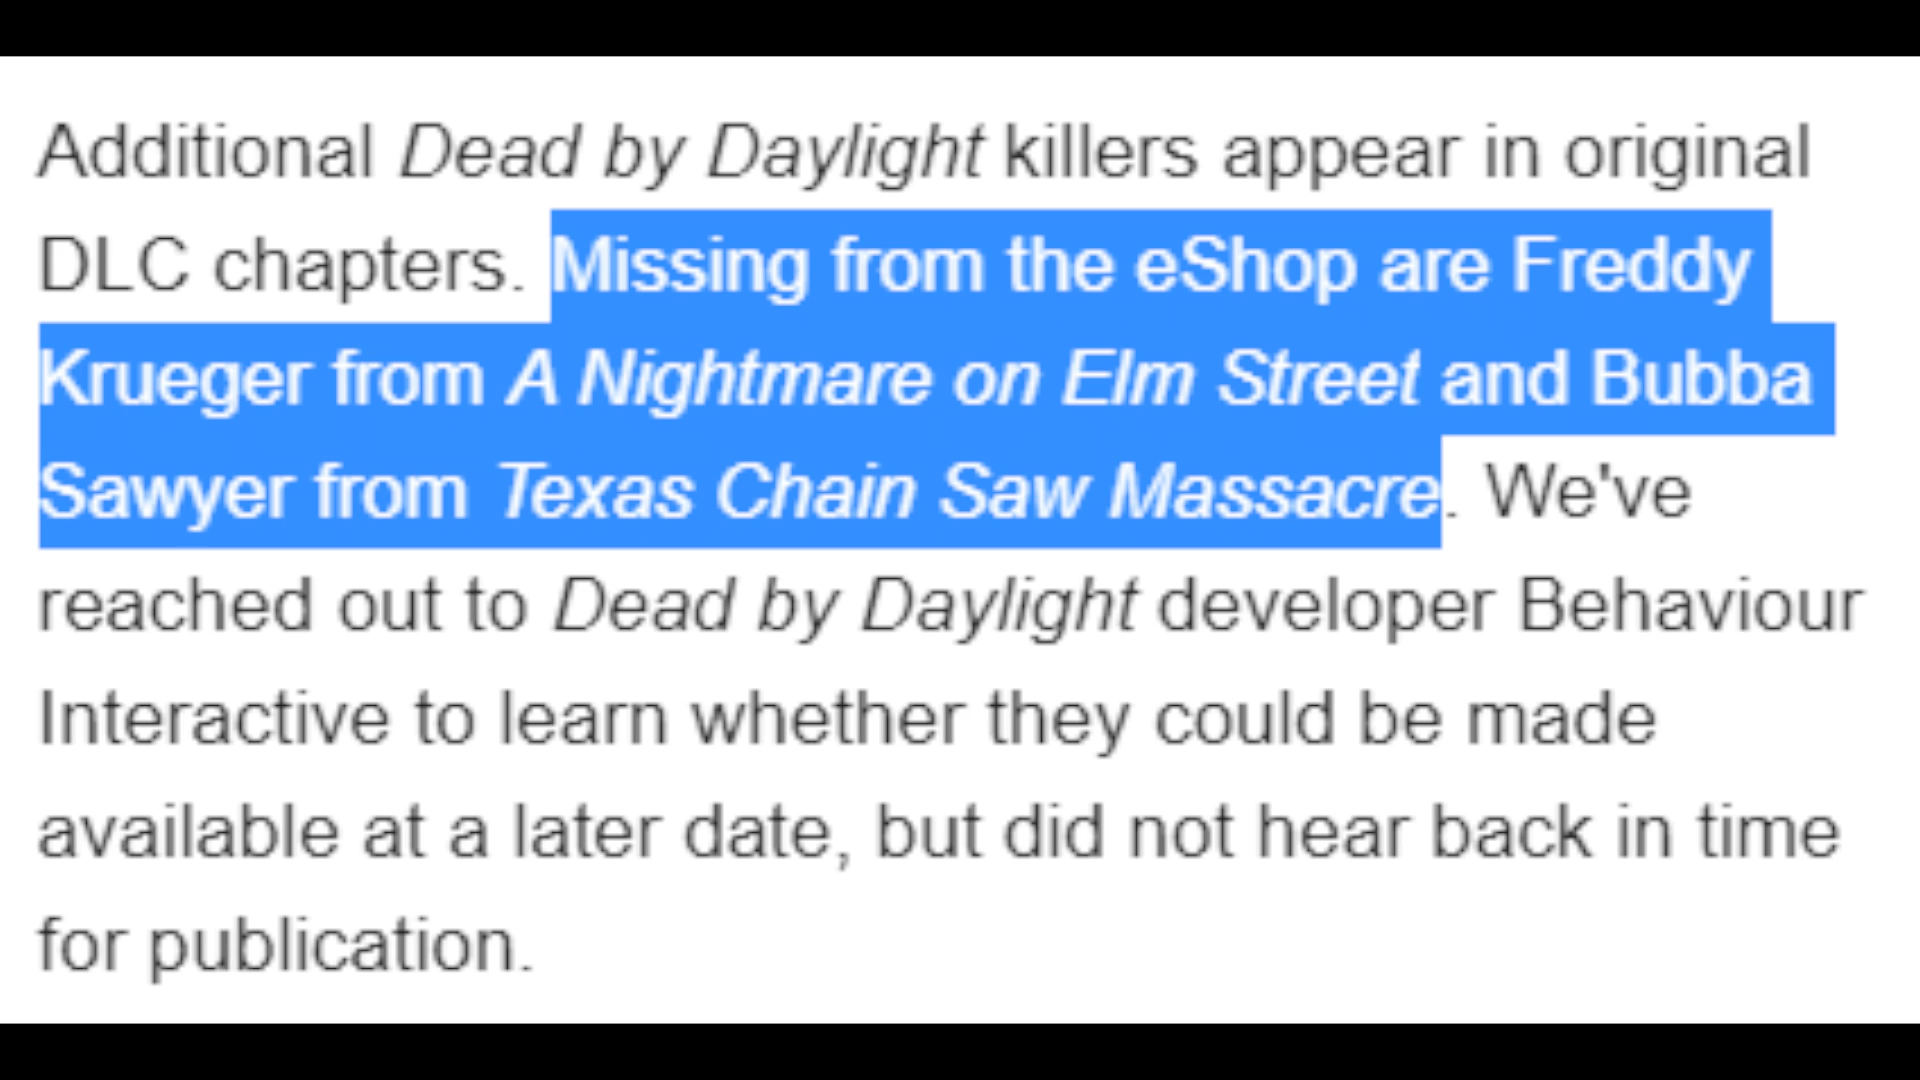 Additional Dead by Daylight killers appear in original
DLC chapters. Missing from the eShop are Freddy
Krueger from A Nightmare on Elm Street and Bubba
Sawyer from Texas Chain Saw Massacre. We've
reached out to Dead by Daylight developer Behaviour
Interactive to learn whether they could be made
available at a later date, but did not hear back in time
for publication.